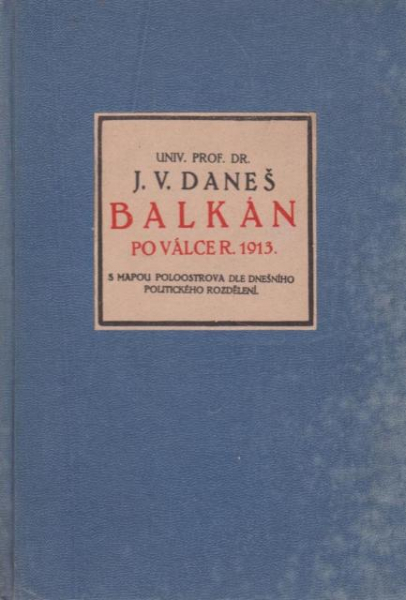 UNIV. PROF. DR.
J. V. DANEŠ
BALKÁN
PO VÁLCE R. 1913.
S MAPOU POLOOSTROVA DLE DNEŠNÍHO
POLITICKÉHO ROZDĚLENÍ.